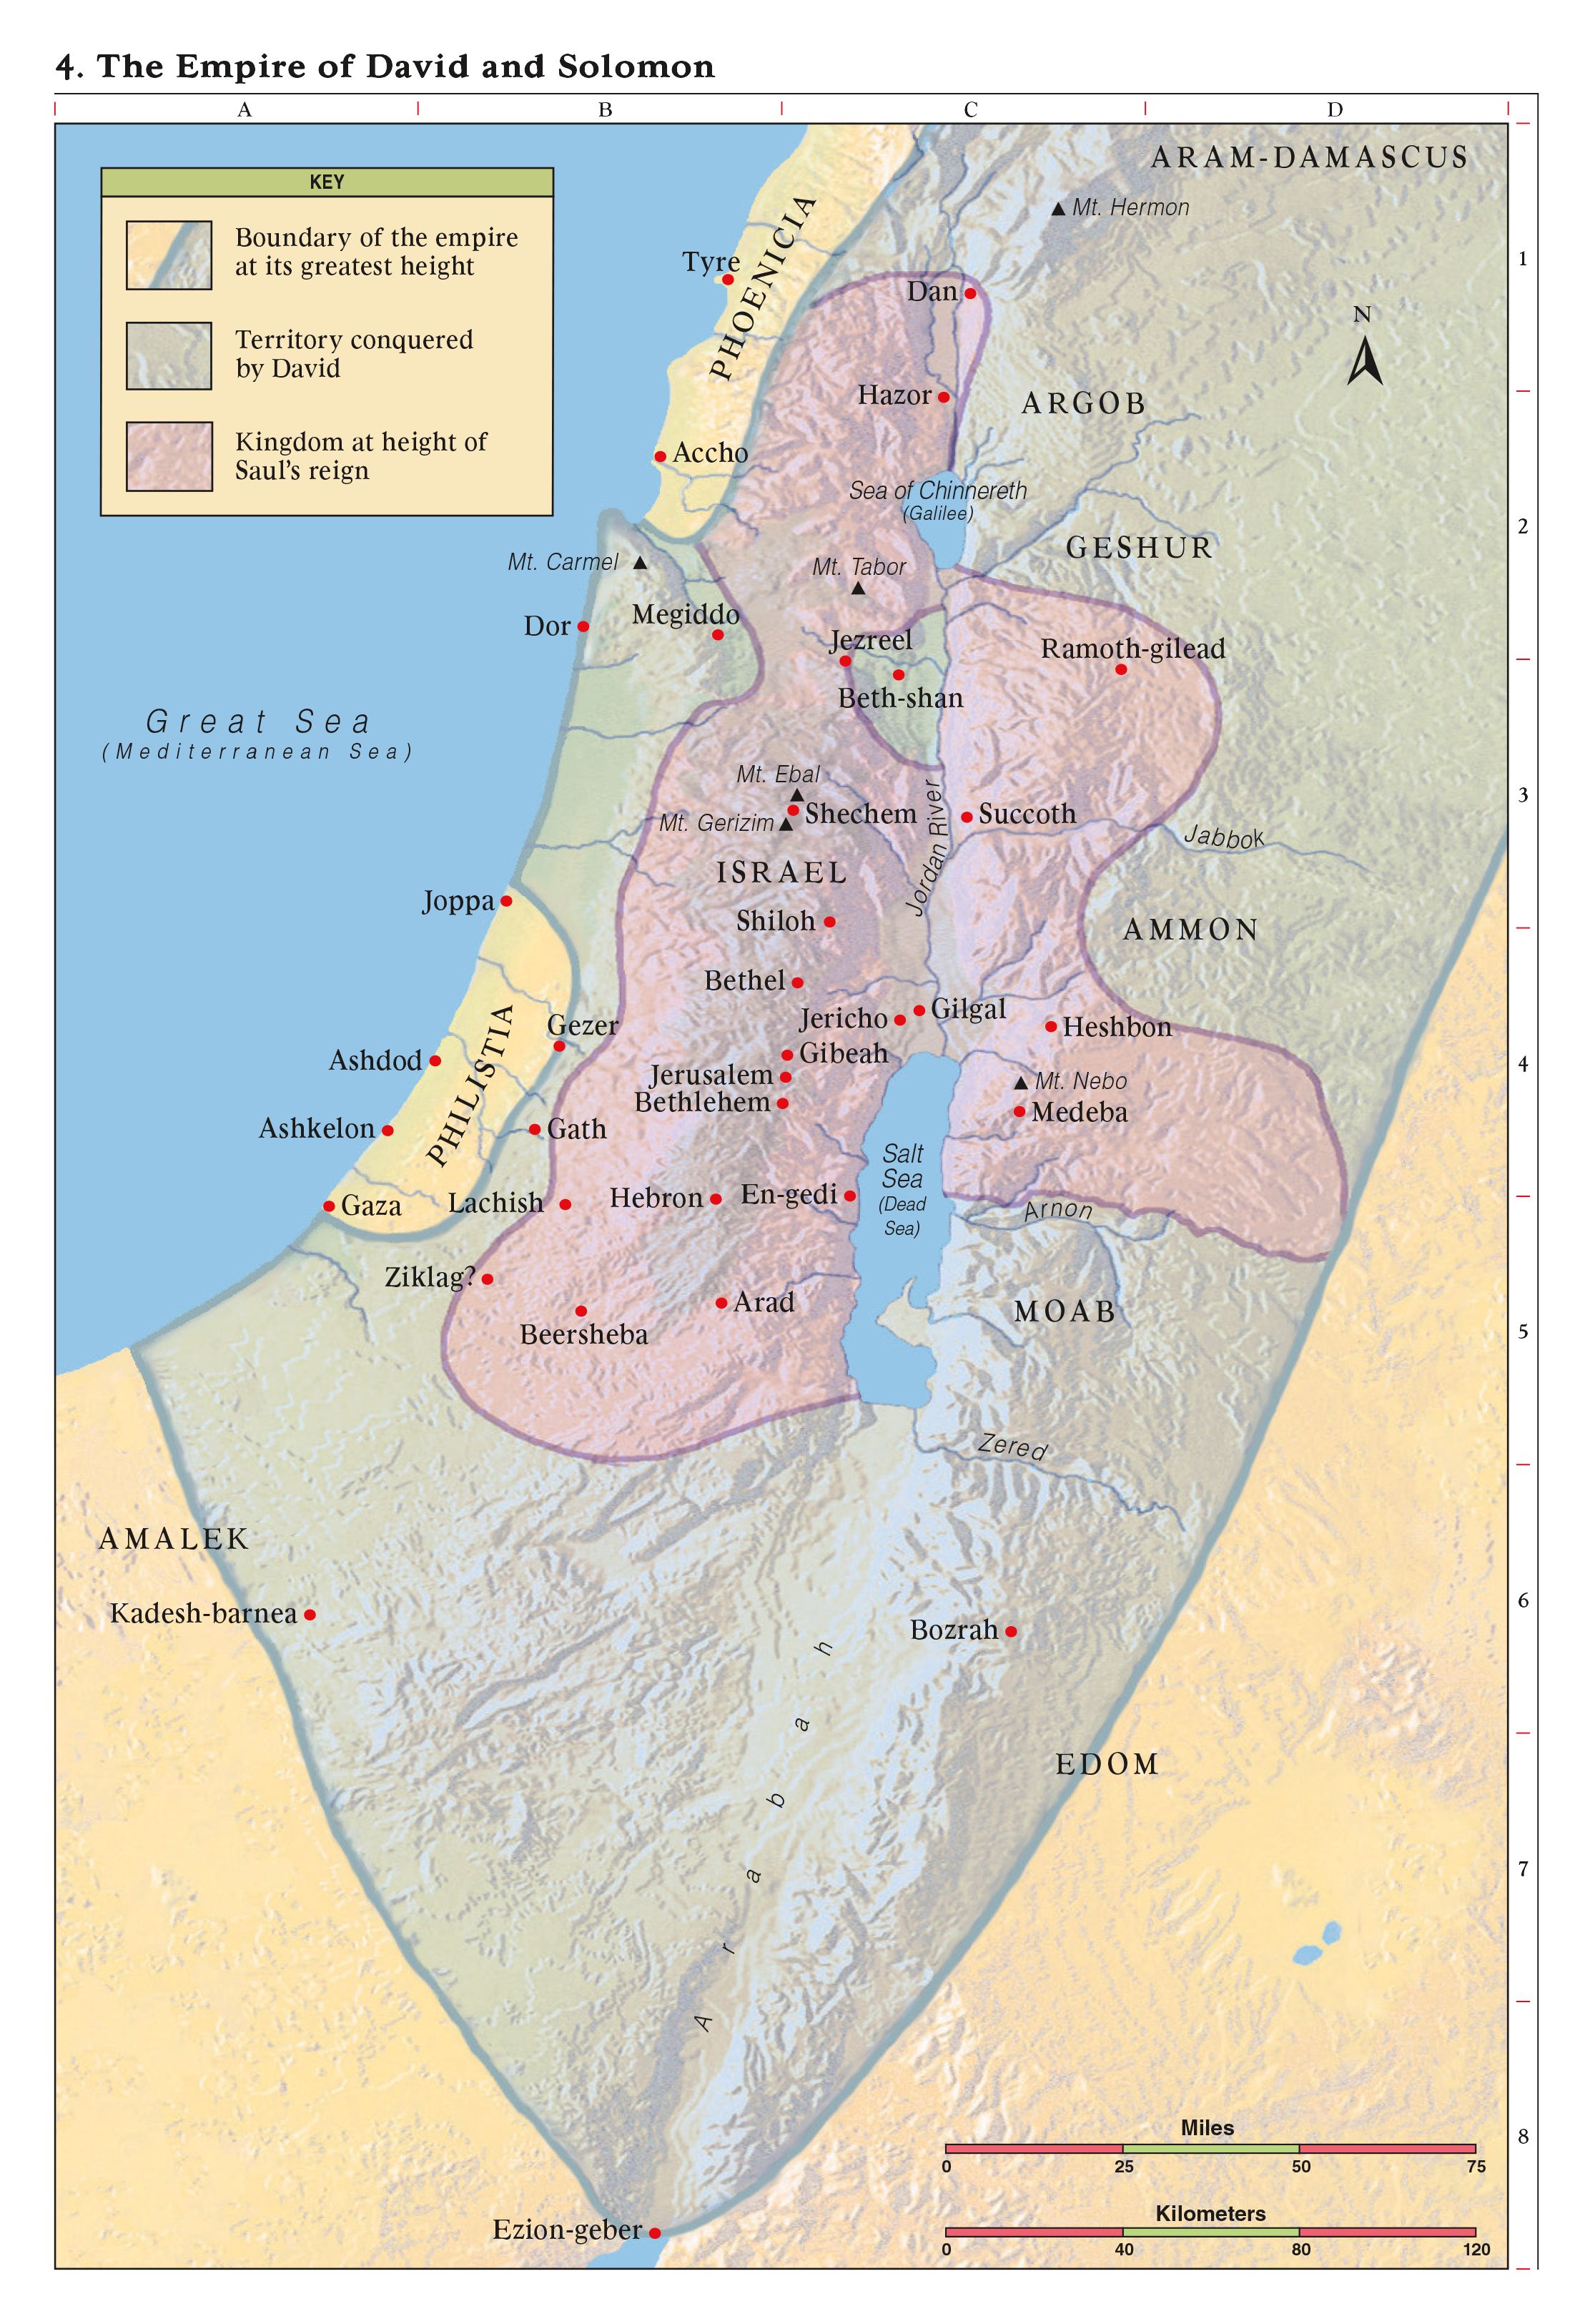 4. The Empire of David and Solomon
A B C D
KEY
Boundary of the empire
at its greatest height
Territory conquered
by David
Kingdom at height of
Saul's reign
ARAM-DAMASCUS
Mt. Hermon
1
Tyre
PHOENICIA
Dan
N
Hazor
ARGOB
Accho
Sea of Chinnereth
(Galilee)
2
GESHUR
Mt. Carmel
Mt. Tabor
Dor
Megiddo
Jezreel
Ramoth-gilead
Beth-shan
Great Sea
(Mediterranean Sea)
Mt. Ebal
3
Shechem
Succoth
Mt. Gerizim
Jordan River
Jabbok
ISRAEL
Joppa
Shiloh
AMMON
Bethel
Gilgal
Jericho
Heshbon
Gezer
Gibeah
PHILISTIA
Ashdod
4
Jerusalem
Mt. Nebo
Bethlehem
Medeba
Ashkelon
Gath
Salt
Sea
(Dead
Sea)
En-gedi
Hebron
Lachish
Gaza
Arnon
Ziklag?
Arad
MOAB
Beersheba
5
Zered
AMALEK
Kadesh-barnea
6
Bozrah
Arabah
EDOM
7
Miles
8
0 25 50 75
Kilometers
Ezion-geber
0 40 80 120